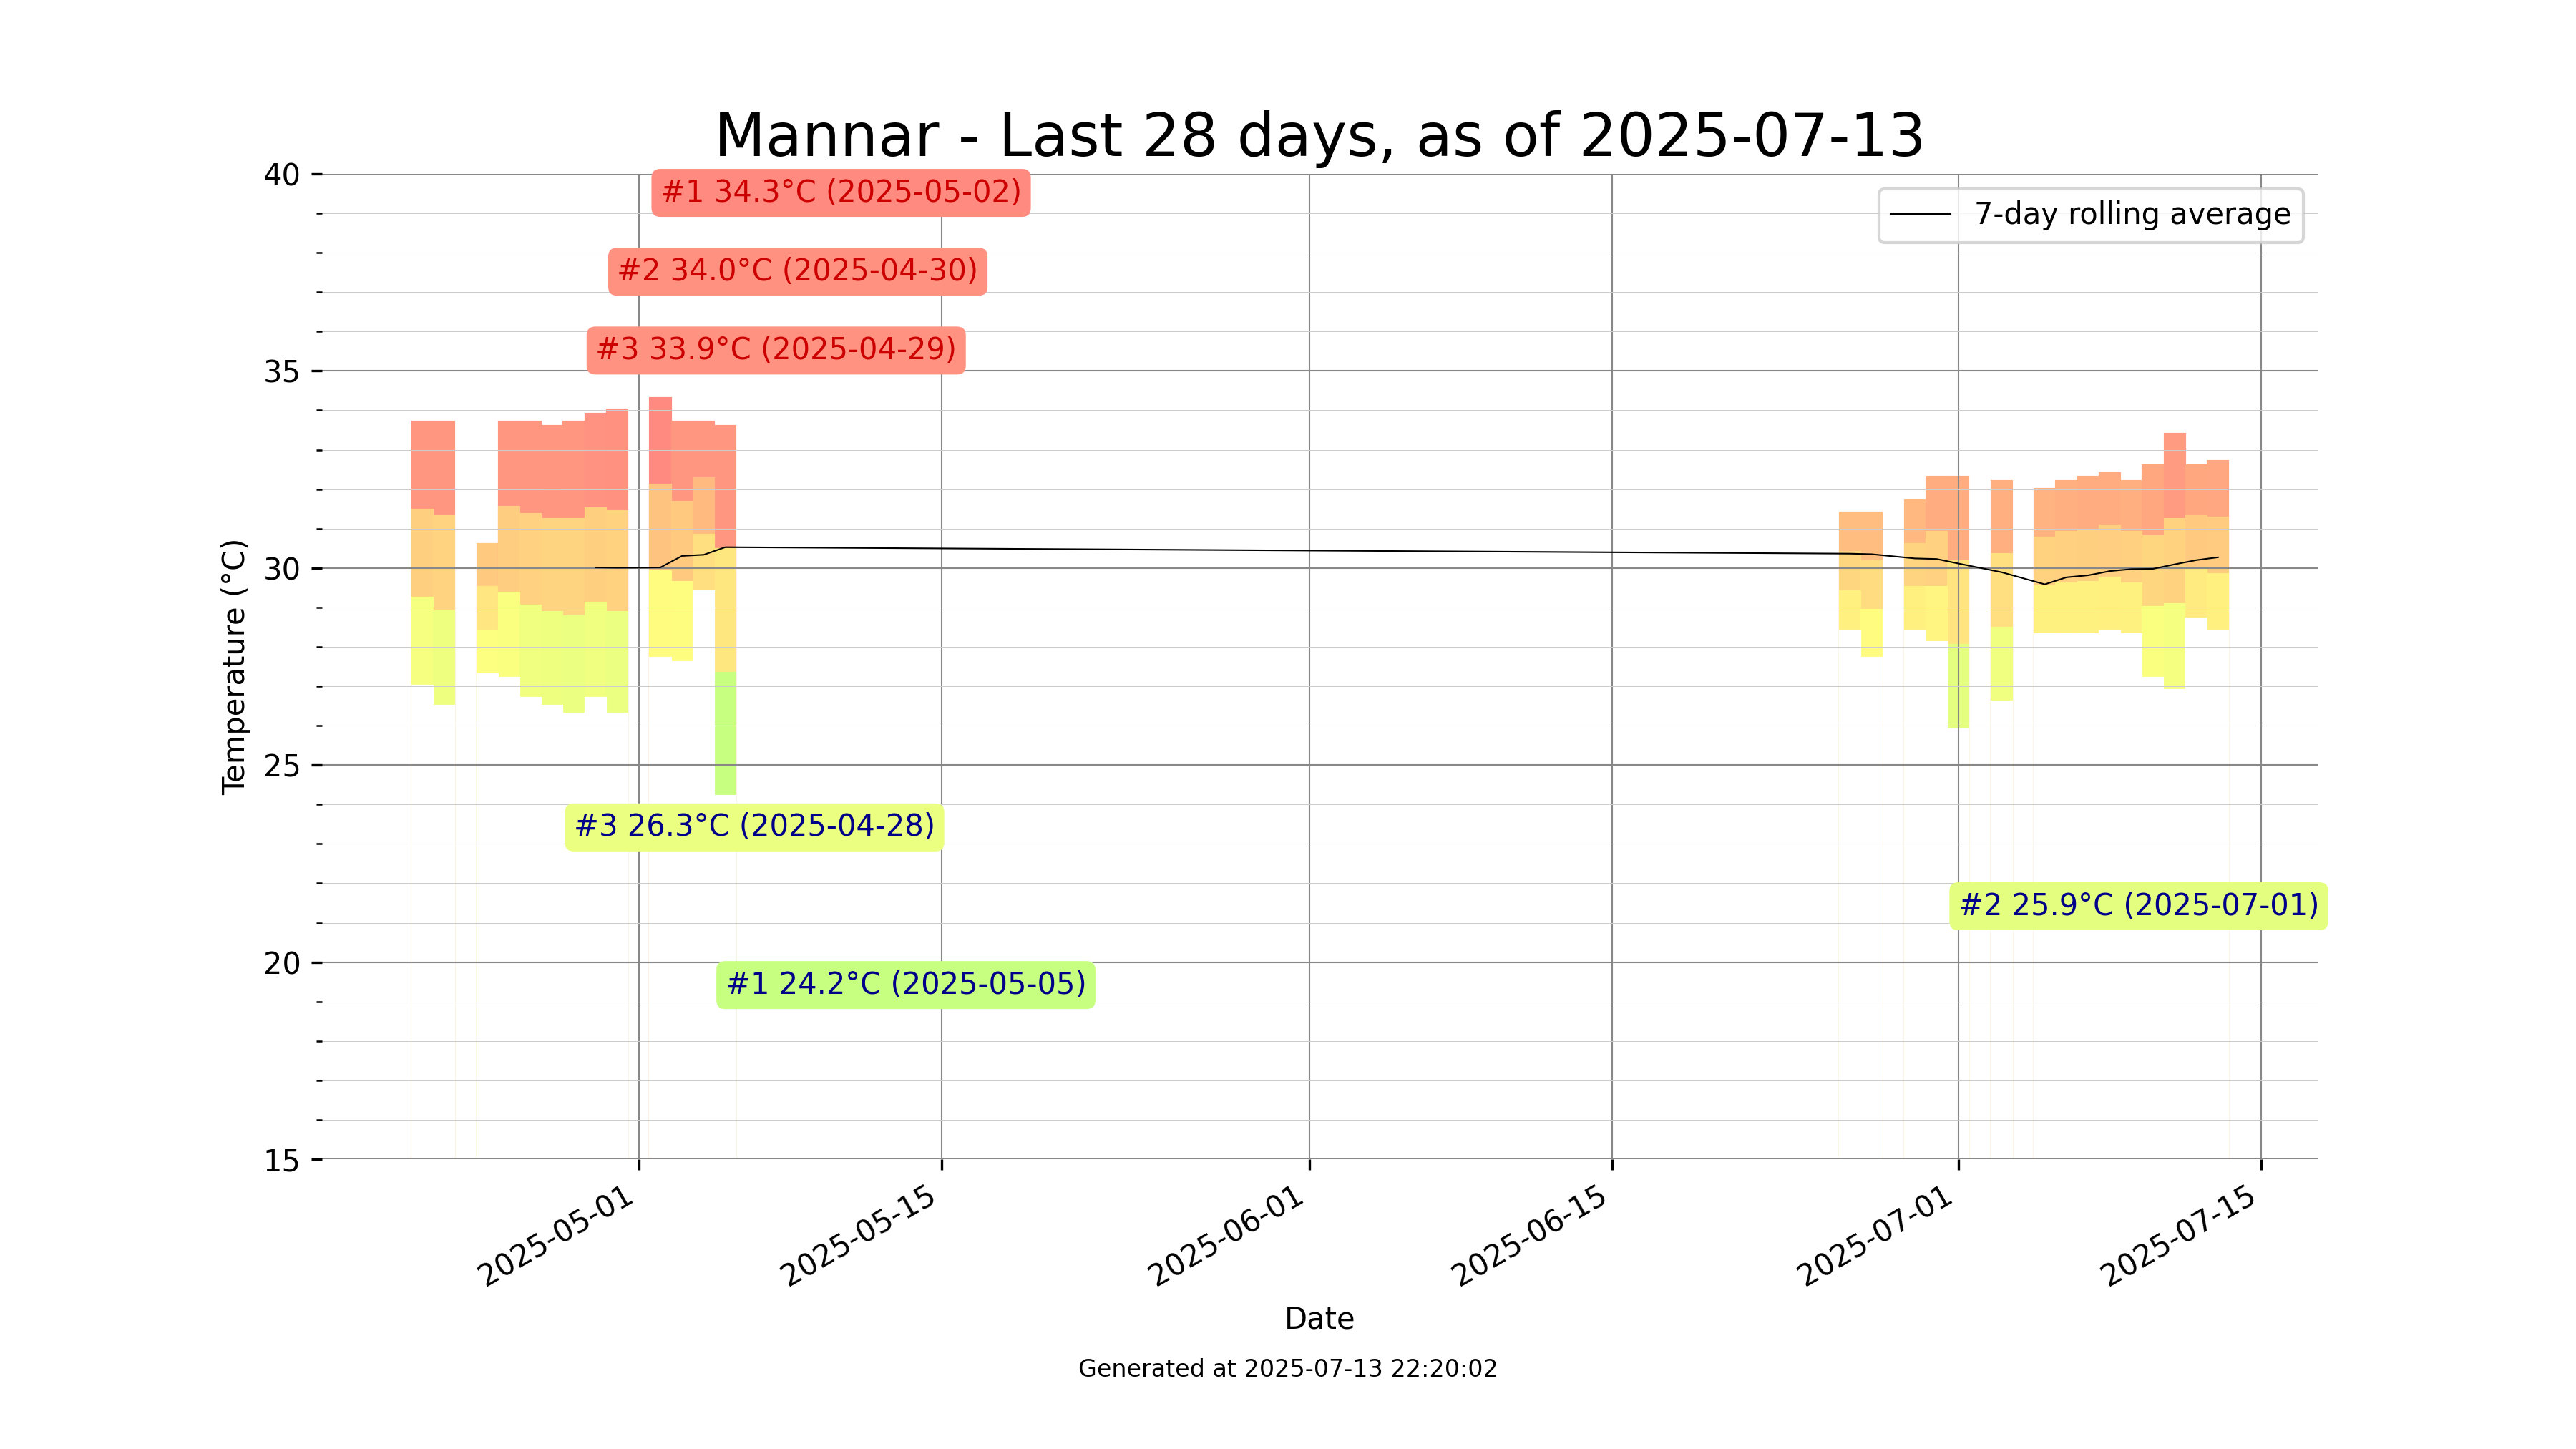 Mannar - Last 28 days, as of 2025-07-13
40
35
30
25
20
15
Temperature (°C)
7-day rolling average
#1 34.3°C (2025-05-02)
#2 34.0°C (2025-04-30)
#3 33.9°C (2025-04-29)
#3 26.3°C (2025-04-28)
#2 25.9°C (2025-07-01)
#1 24.2°C (2025-05-05)
2025-05-01
2025-05-15
2025-06-01
2025-06-15
2025-07-01
2025-07-15
Date
Generated at 2025-07-13 22:20:02